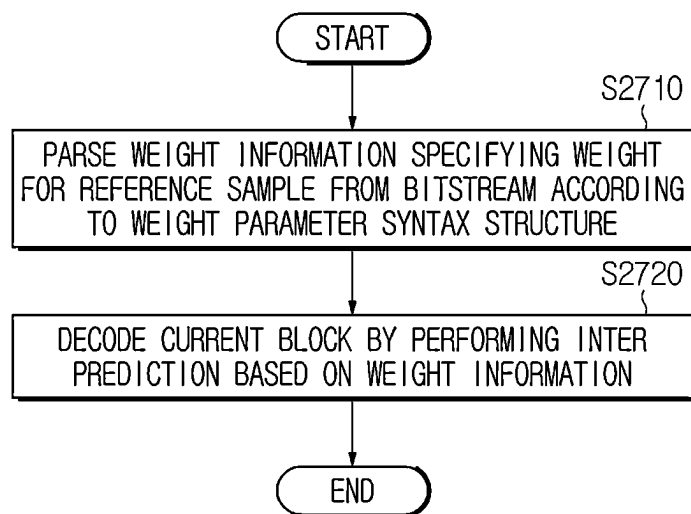 START
S2710
PARSE WEIGHT INFORMATION SPECIFYING WEIGHT
FOR REFERENCE SAMPLE FROM BITSTREAM ACCORDING
TO WEIGHT PARAMETER SYNTAX STRUCTURE
S2720
DECODE CURRENT BLOCK BY PERFORMING INTER
PREDICTION BASED ON WEIGHT INFORMATION
END